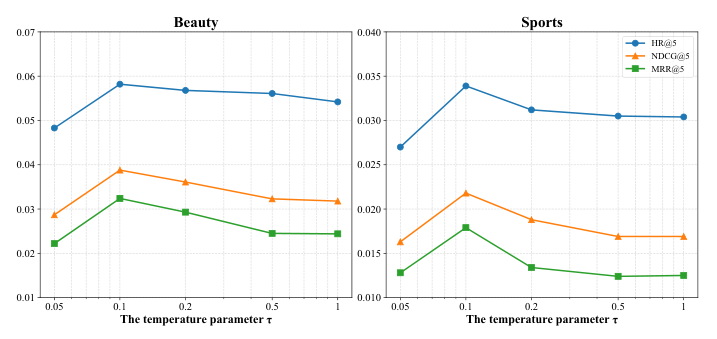 Beauty
0.07
0.06
0.05
0.04
0.03
0.02
0.01
0.05 0.1 0.2 0.5 1
The temperature parameter τ
Sports
HR@5
NDCG@5
MRR@5
0.040
0.035
0.030
0.025
0.020
0.015
0.010
0.05 0.1 0.2 0.5 1
The temperature parameter τ